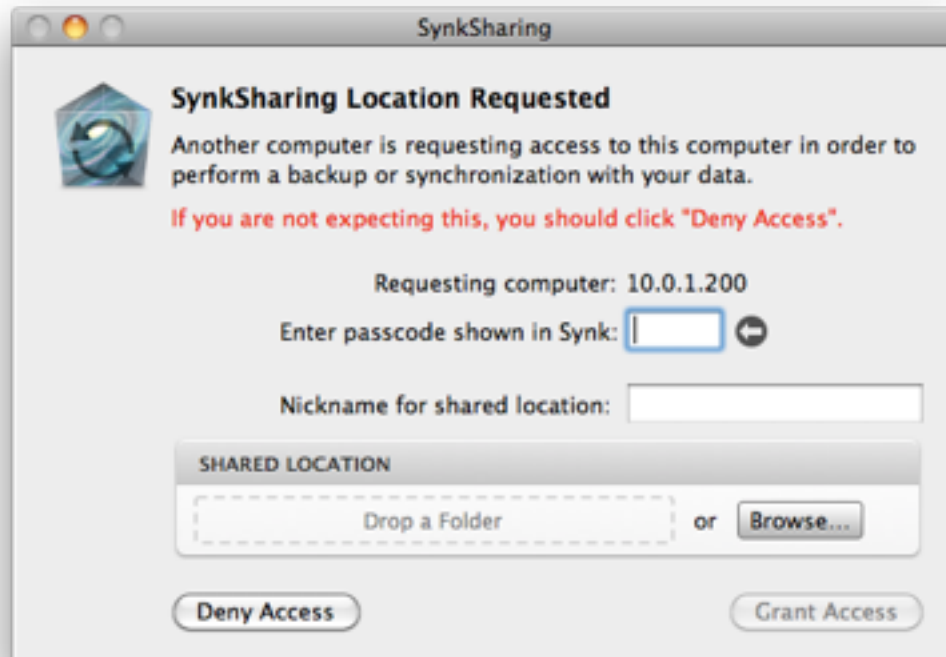 SynkSharing
SynkSharing Location Requested
Another computer is requesting access to this computer in order to
perform a backup or synchronization with your data.
If you are not expecting this, you should click "Deny Access".
Requesting computer: 10.0.1.200
Enter passcode shown in Synk:
Nickname for shared location:
SHARED LOCATION
Drop a Folder or Browse...
Deny Access Grant Access